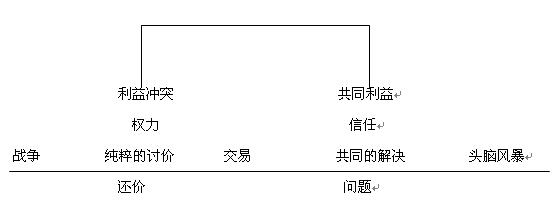 利益冲突 共同利益
权力 信任
战争 纯粹的讨价 交易 共同的解决 头脑风暴
还价 问题